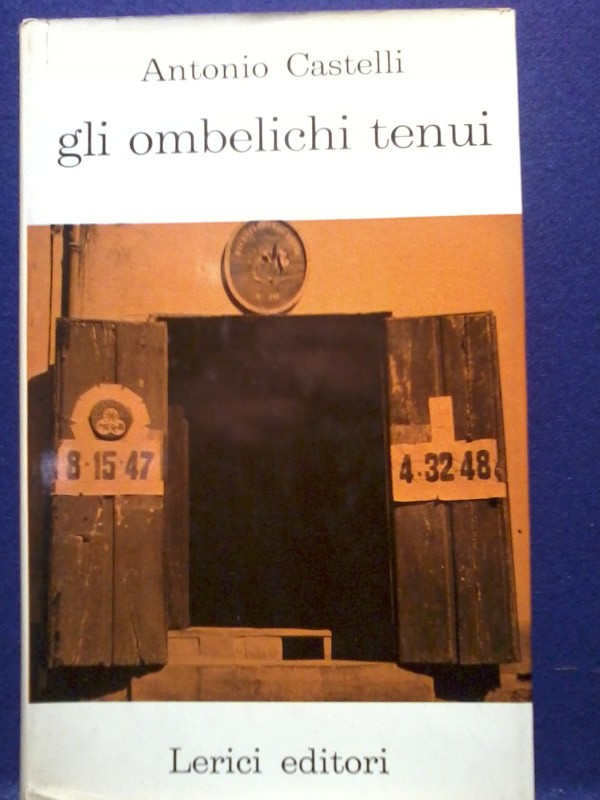 Antonio Castelli
gli ombelichi tenui
8·15·47
4·32·48
Lerici editori